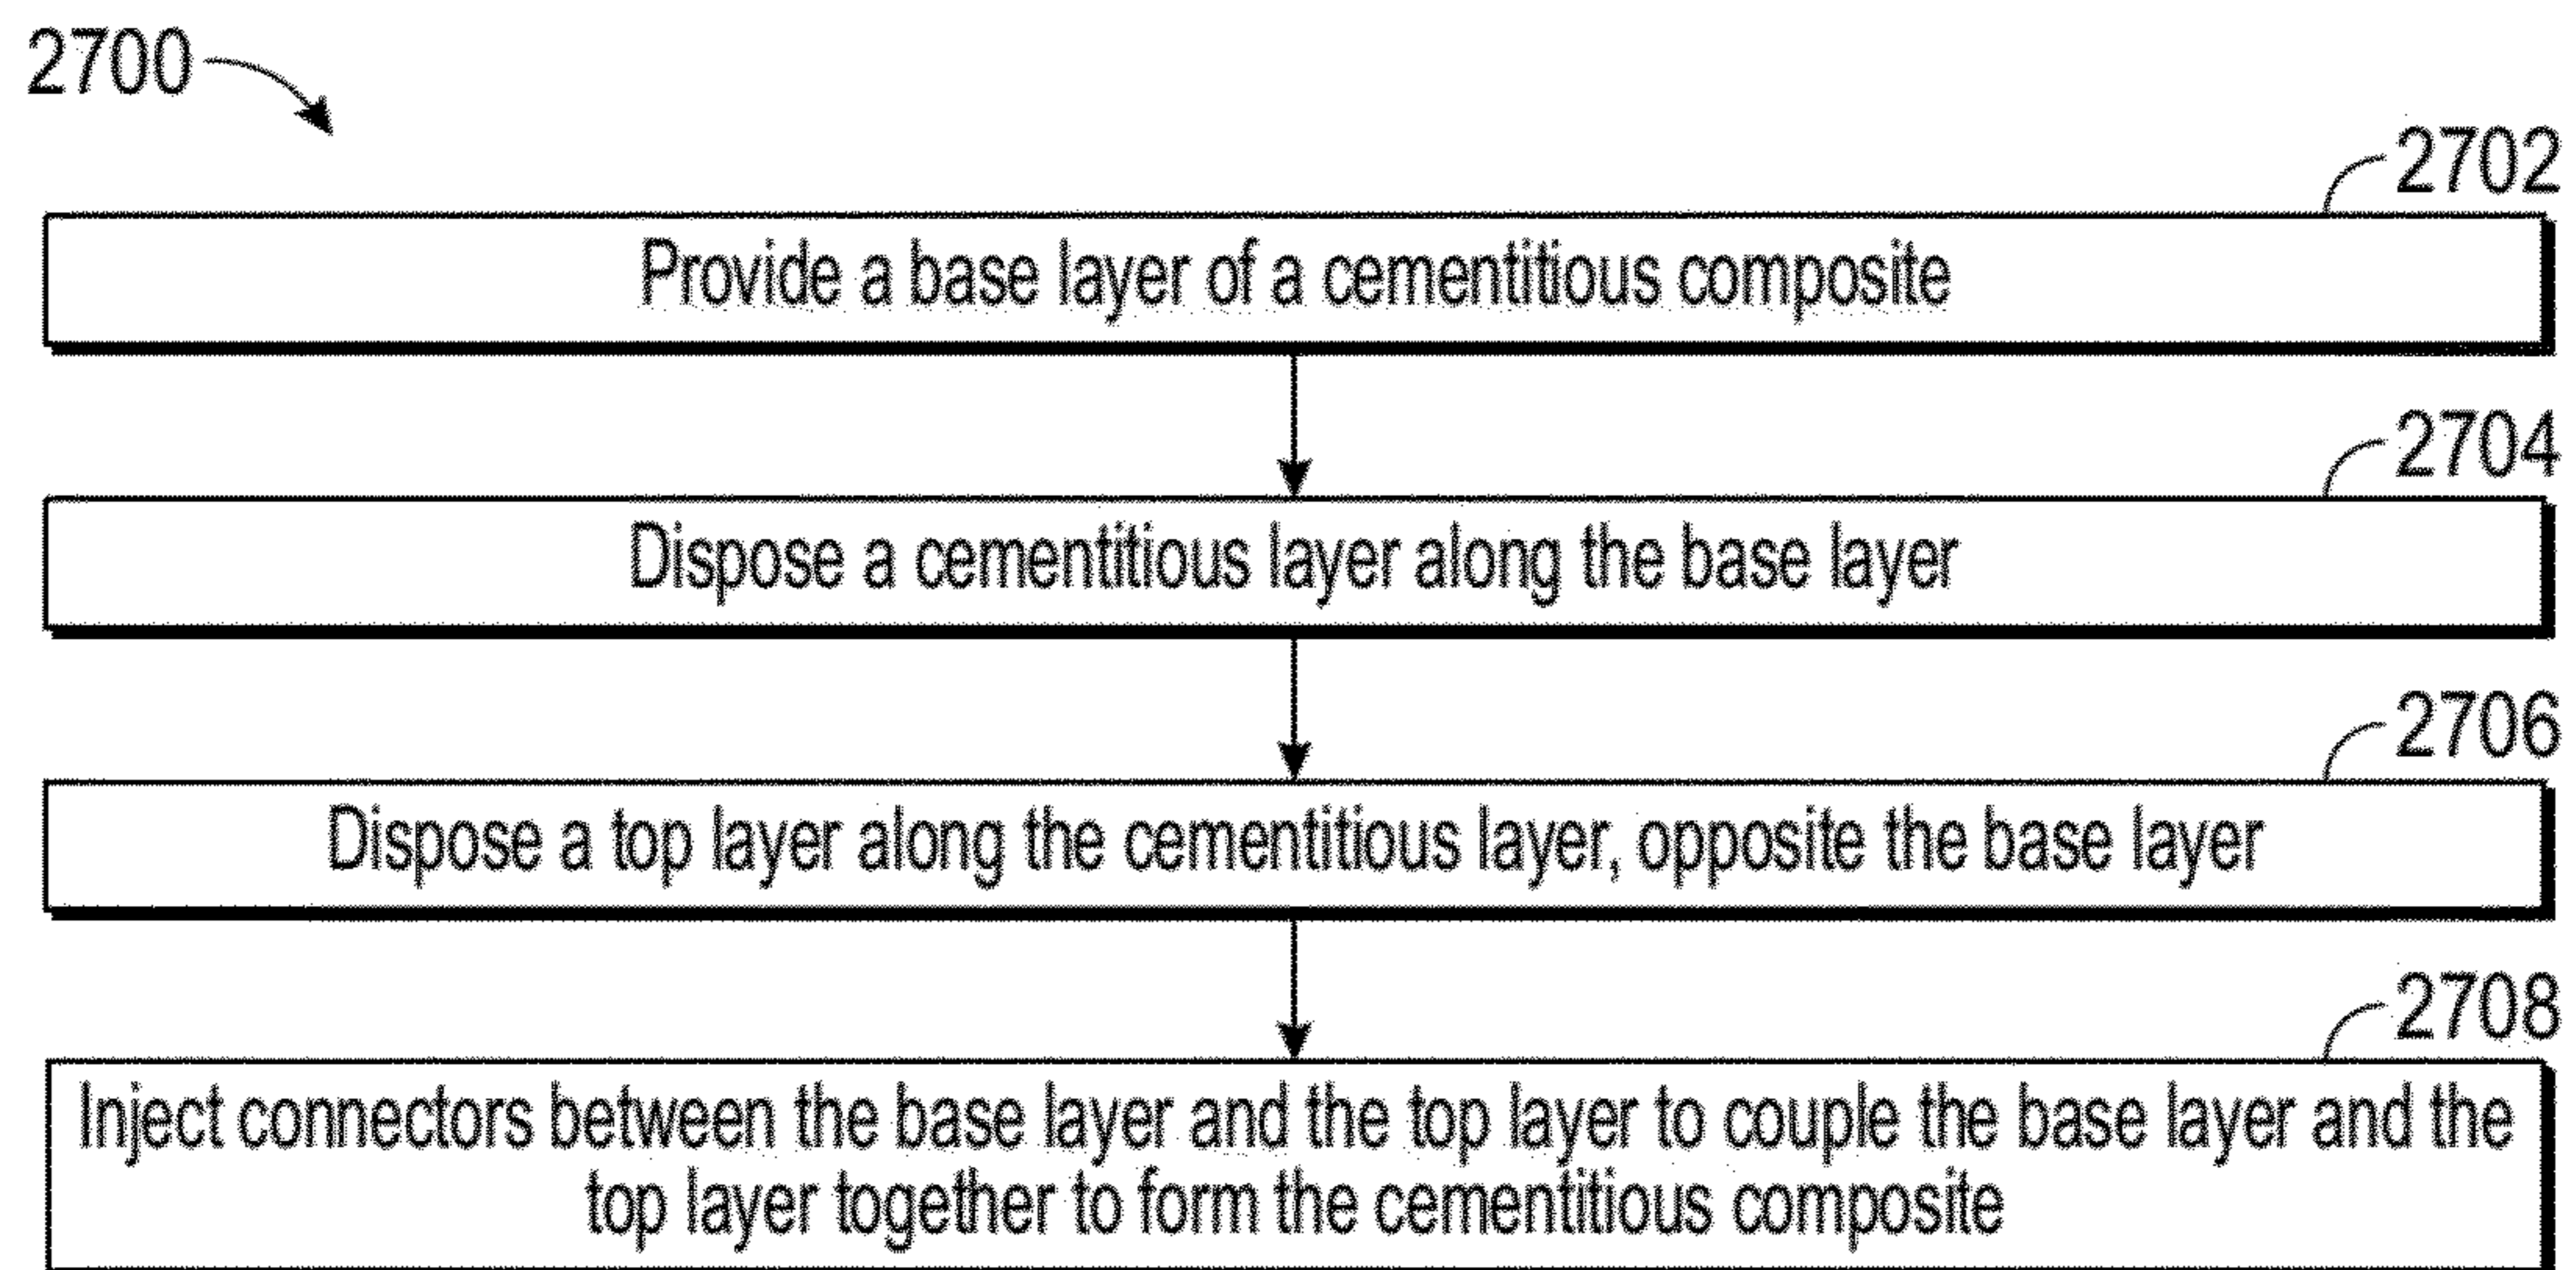 2700
2702
Provide a base layer of a cementitious composite
2704
Dispose a cementitious layer along the base layer
2706
Dispose a top layer along the cementitious layer, opposite the base layer
2708
Inject connectors between the base layer and the top layer to couple the base layer and the
top layer together to form the cementitious composite